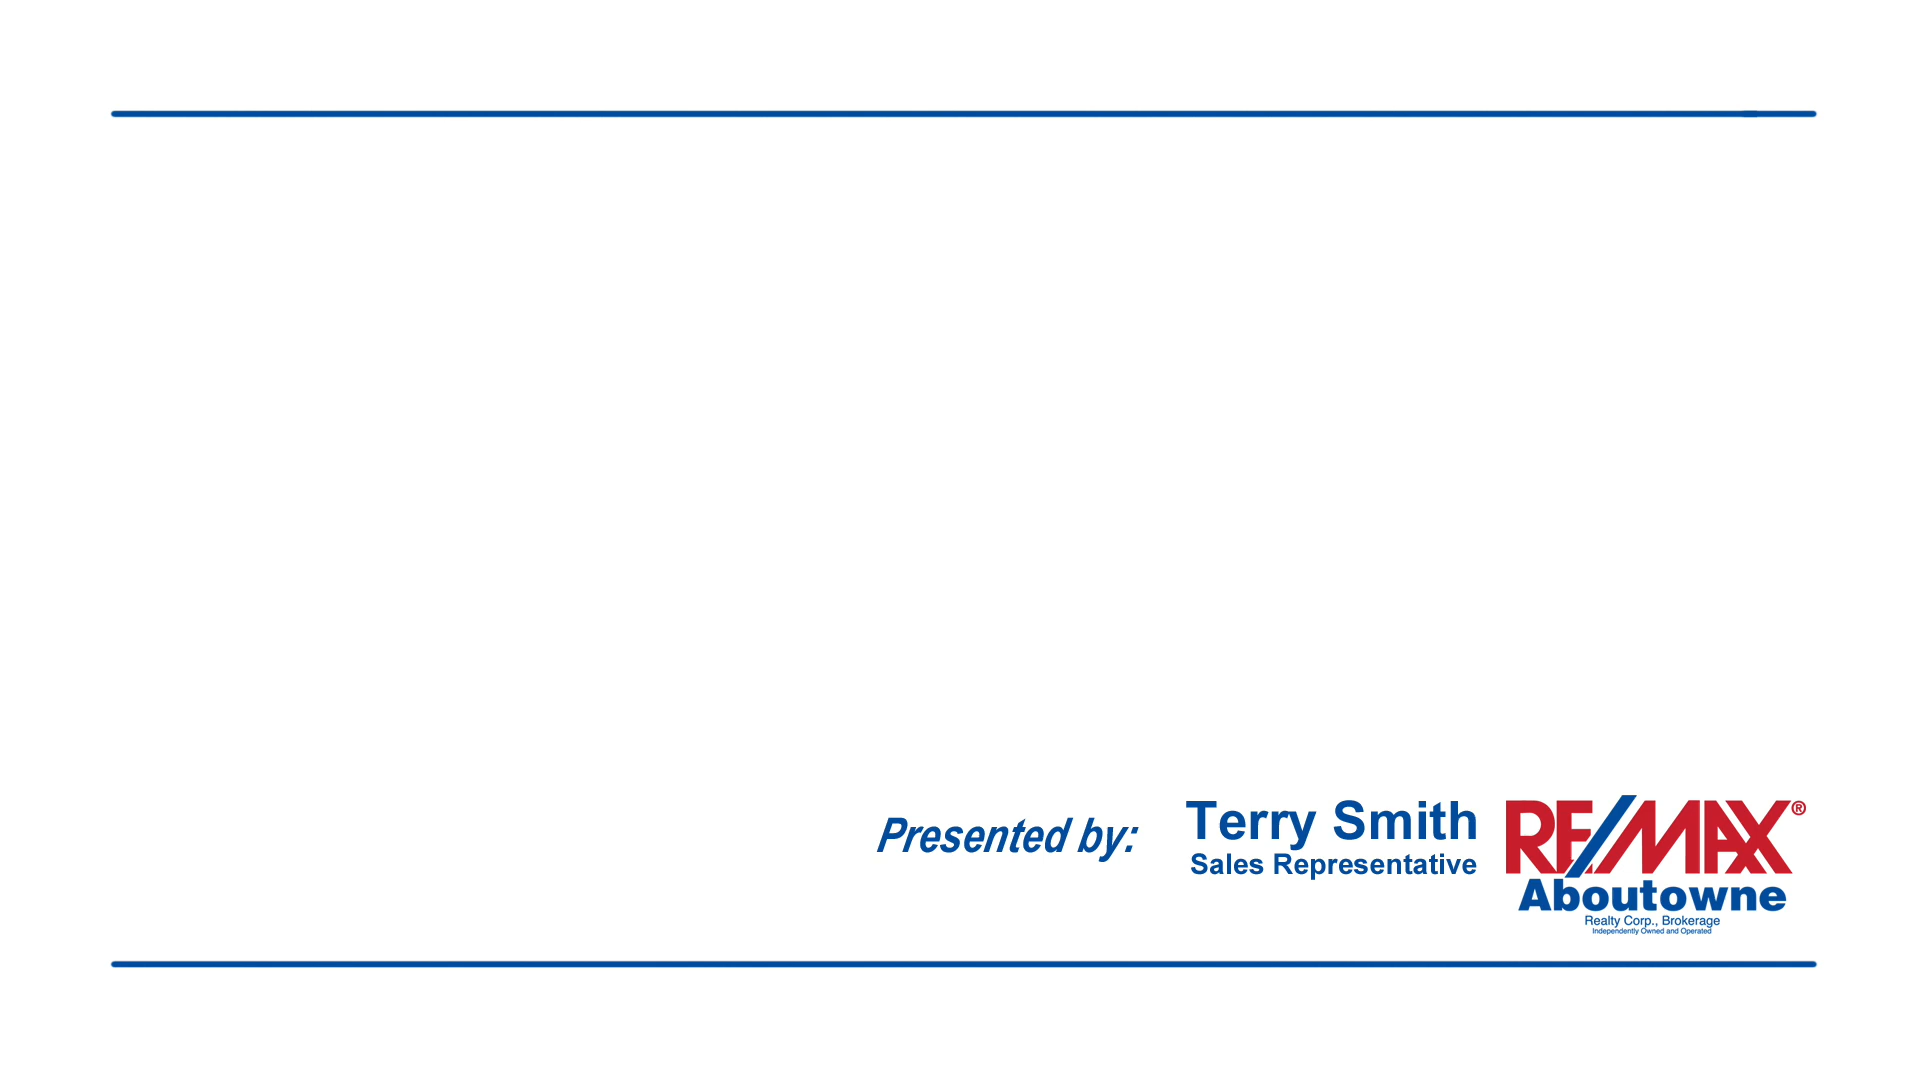 Presented by:
Terry Smith
Sales Representative
RE/MAX®
Aboutowne
Realty Corp., Brokerage
Independently Owned and Operated